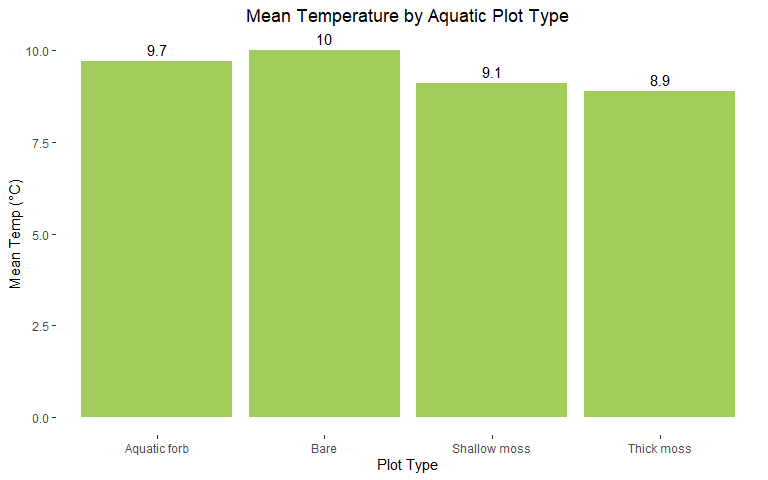 Mean Temperature by Aquatic Plot Type
9.7
10
9.1
8.9
10.0
7.5
5.0
2.5
0.0
Mean Temp (°C)
Aquatic forb
Bare
Shallow moss
Thick moss
Plot Type